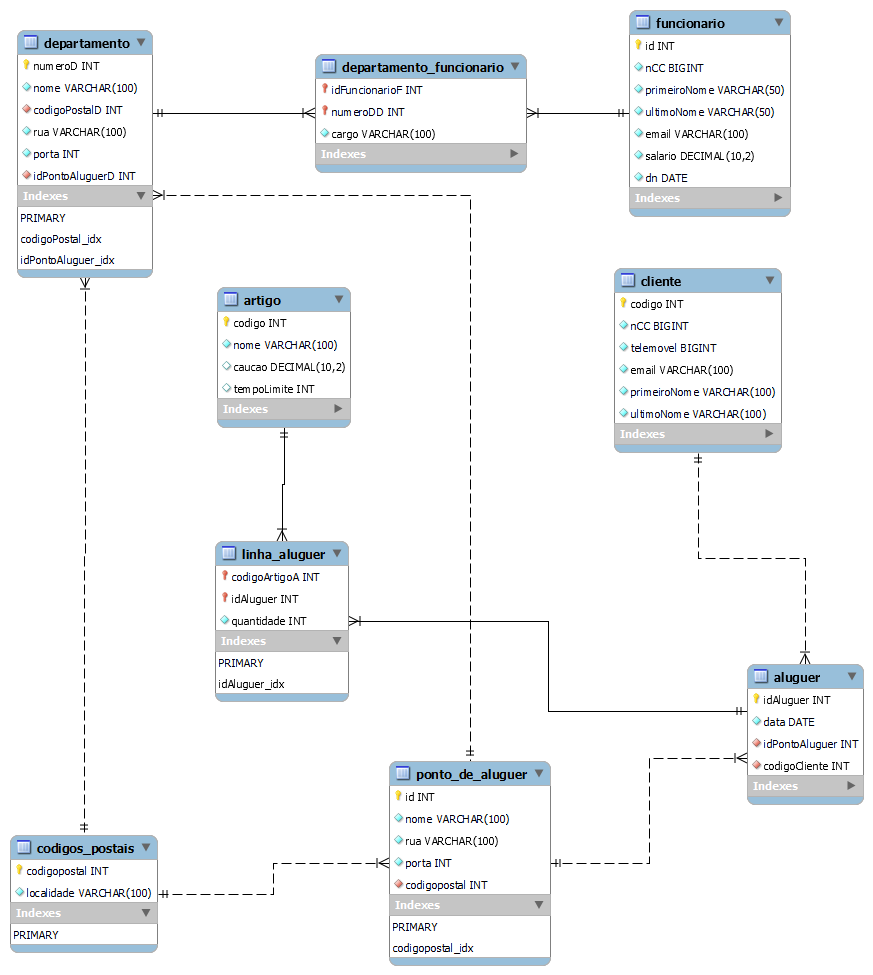 departamento
numeroD INT
nome VARCHAR(100)
codigoPostalD INT
rua VARCHAR(100)
porta INT
idPontoAluguerD INT
Indexes
PRIMARY
codigoPostal_idx
idPontoAluguer_idx
departamento_funcionario
idFuncionarioF INT
numeroDD INT
cargo VARCHAR(100)
Indexes
funcionario
id INT
nCC BIGINT
primeiroNome VARCHAR(50)
ultimoNome VARCHAR(50)
email VARCHAR(100)
salario DECIMAL(10,2)
dn DATE
Indexes
artigo
codigo INT
nome VARCHAR(100)
caucao DECIMAL(10,2)
tempoLimite INT
Indexes
cliente
codigo INT
nCC BIGINT
telemovel BIGINT
email VARCHAR(100)
primeiroNome VARCHAR(100)
ultimoNome VARCHAR(100)
Indexes
linha_aluguer
codigoArtigoA INT
idAluguer INT
quantidade INT
Indexes
PRIMARY
idAluguer_idx
aluguer
idAluguer INT
data DATE
idPontoAluguer INT
codigoCliente INT
Indexes
ponto_de_aluguer
id INT
nome VARCHAR(100)
rua VARCHAR(100)
porta INT
codigopostal INT
Indexes
PRIMARY
codigopostal_idx
codigos_postais
codigopostal INT
localidade VARCHAR(100)
Indexes
PRIMARY